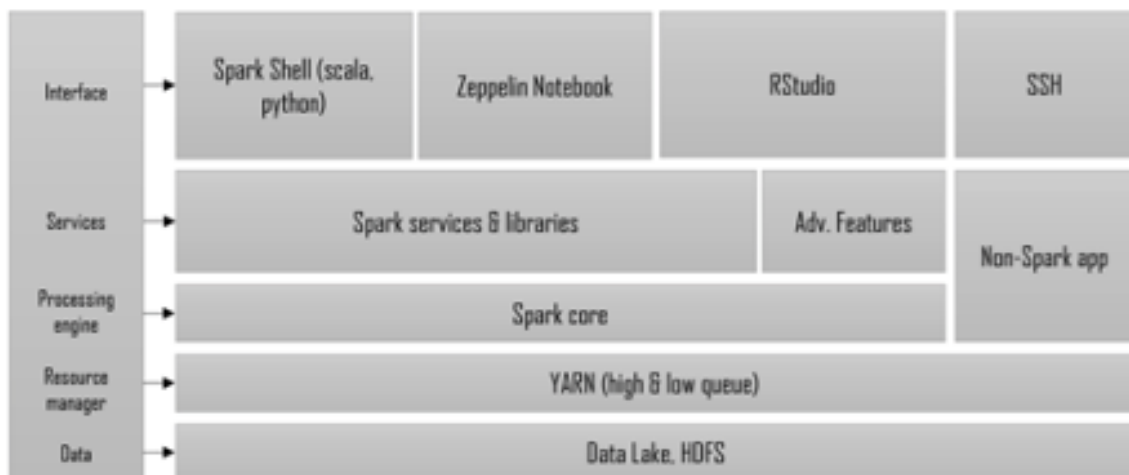 Interface
Spark Shell (scala,
python)
Zeppelin Notebook
RStudio
SSH
Services
Spark services & libraries
Adv. Features
Non-Spark app
Processing
engine
Spark core
Resource
manager
YARN (high & low queue)
Data
Data Lake, HDFS